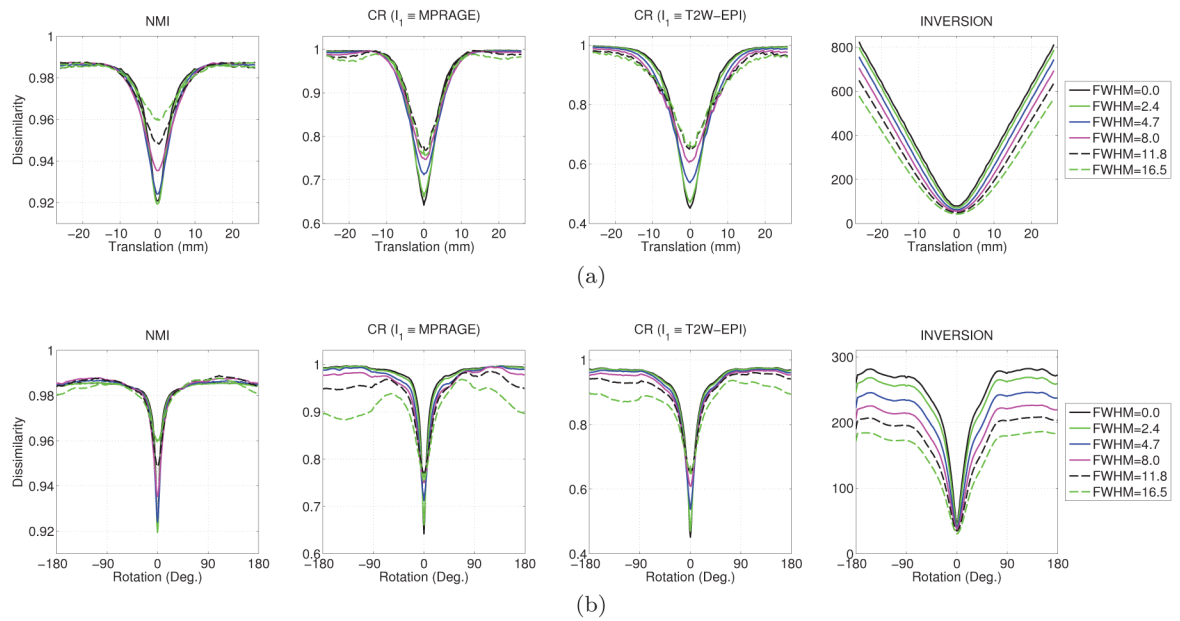 NMI
CR (I1 ≡ MPRAGE)
CR (I1 ≡ T2W−EPI)
INVERSION
Dissimilarity
1
0.98
0.96
0.94
0.92
−20 −10 0 10 20
Translation (mm)
1
0.9
0.8
0.7
0.6
−20 −10 0 10 20
Translation (mm)
1
0.8
0.6
0.4
−20 −10 0 10 20
Translation (mm)
800
600
400
200
0
−20 −10 0 10 20
Translation (mm)
FWHM=0.0
FWHM=2.4
FWHM=4.7
FWHM=8.0
FWHM=11.8
FWHM=16.5
(a)
NMI
CR (I1 ≡ MPRAGE)
CR (I1 ≡ T2W−EPI)
INVERSION
Dissimilarity
1
0.98
0.96
0.94
0.92
−180 −90 0 90 180
Rotation (Deg.)
1
0.9
0.8
0.7
0.6
−180 −90 0 90 180
Rotation (Deg.)
1
0.8
0.6
0.4
−180 −90 0 90 180
Rotation (Deg.)
300
200
100
0
−180 −90 0 90 180
Rotation (Deg.)
FWHM=0.0
FWHM=2.4
FWHM=4.7
FWHM=8.0
FWHM=11.8
FWHM=16.5
(b)